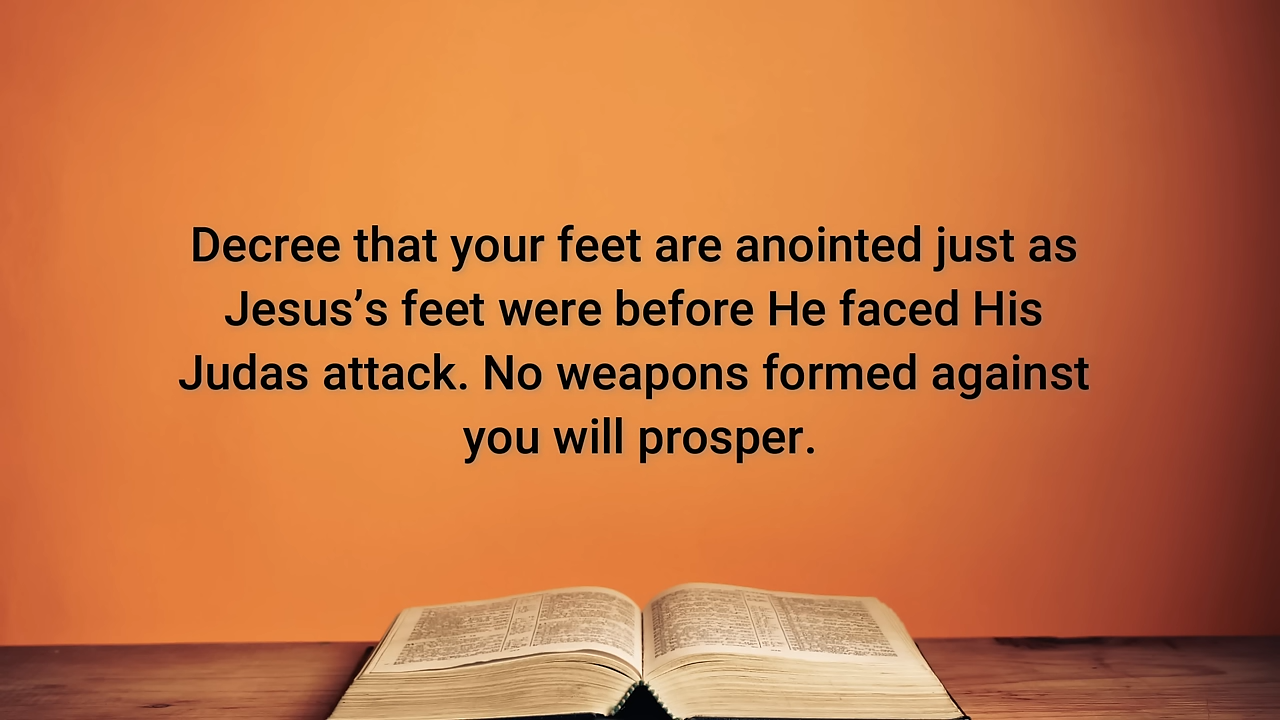 Decree that your feet are anointed just as
Jesus’s feet were before He faced His
Judas attack. No weapons formed against
you will prosper.